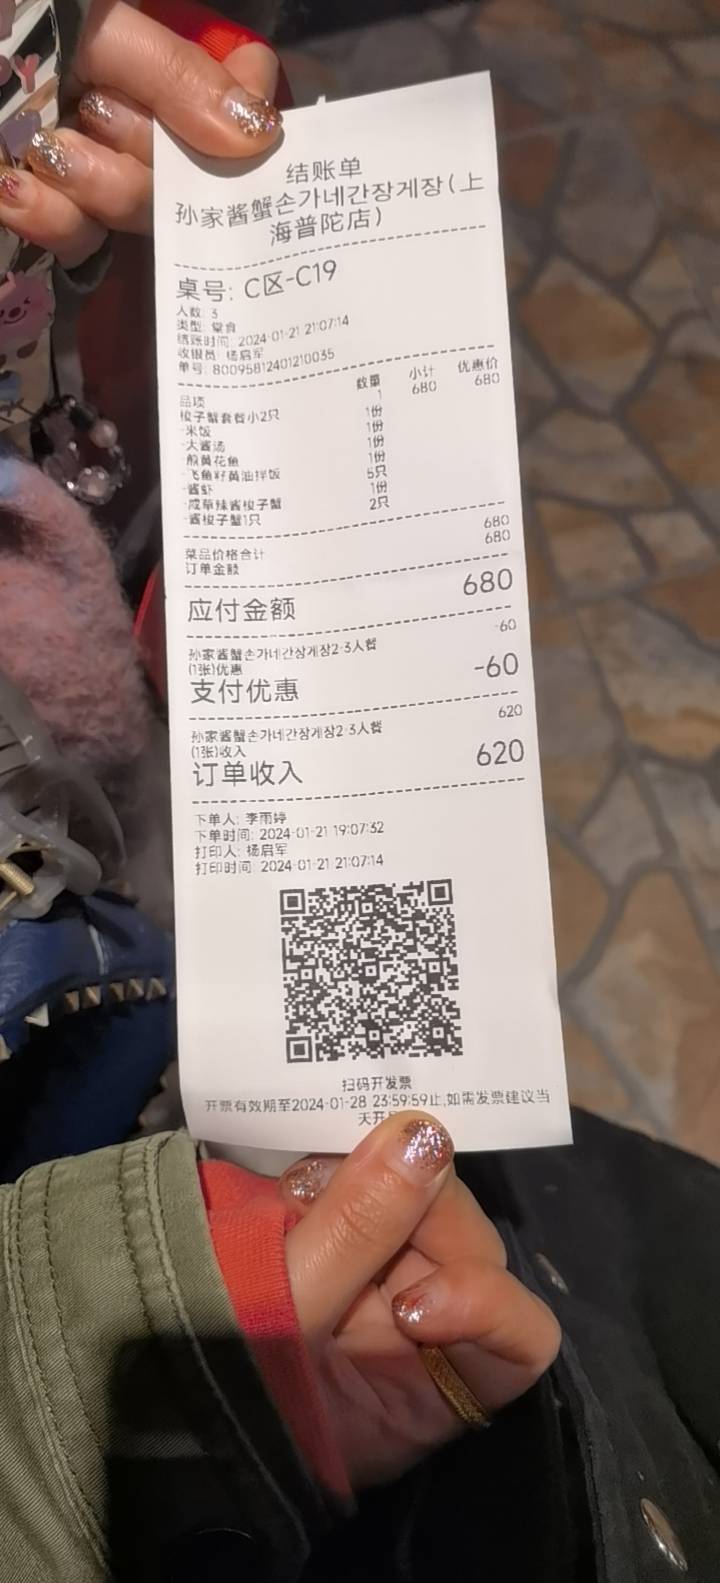 结账单
孙家酱蟹손가네간장게장(上
海普陀店)
桌号: C区-C19
人数: 3
类型: 堂食
结账时间: 2024-01-21 21:07:14
收银员: 杨启军
单号: 80095812401210035
品项 数量 小计 优惠价
梭子蟹套餐小2只 1 680 680
-米饭 1份
-大酱汤 1份
-煎黄花鱼 1份
-飞鱼籽黄油拌饭 1份
-酱虾 5只
-咸草辣酱梭子蟹 1份
-酱梭子蟹1只 2只
菜品价格合计 680
订单金额 680
应付金额 680
孙家酱蟹손가네간장게장2-3人餐 -60
(1张)优惠
支付优惠 -60
孙家酱蟹손가네간장게장2-3人餐 620
(1张)收入
订单收入 620
下单人: 李雨婷
下单时间: 2024-01-21 19:07:32
打印人: 杨启军
打印时间: 2024-01-21 21:07:14
扫码开发票
开票有效期至2024-01-28 23:59:59止,如需发票建议当
天开